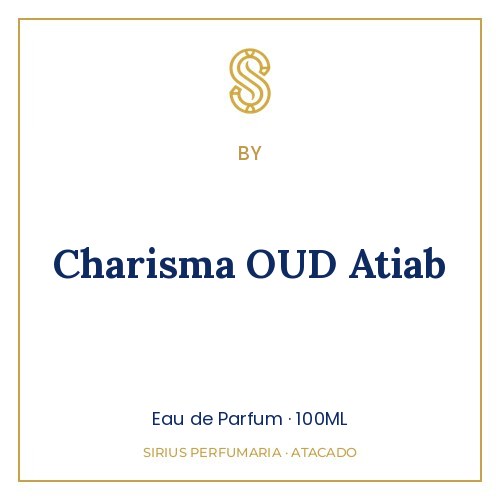 S
BY
Charisma OUD Atiab
Eau de Parfum · 100ML
SIRIUS PERFUMARIA · ATACADO